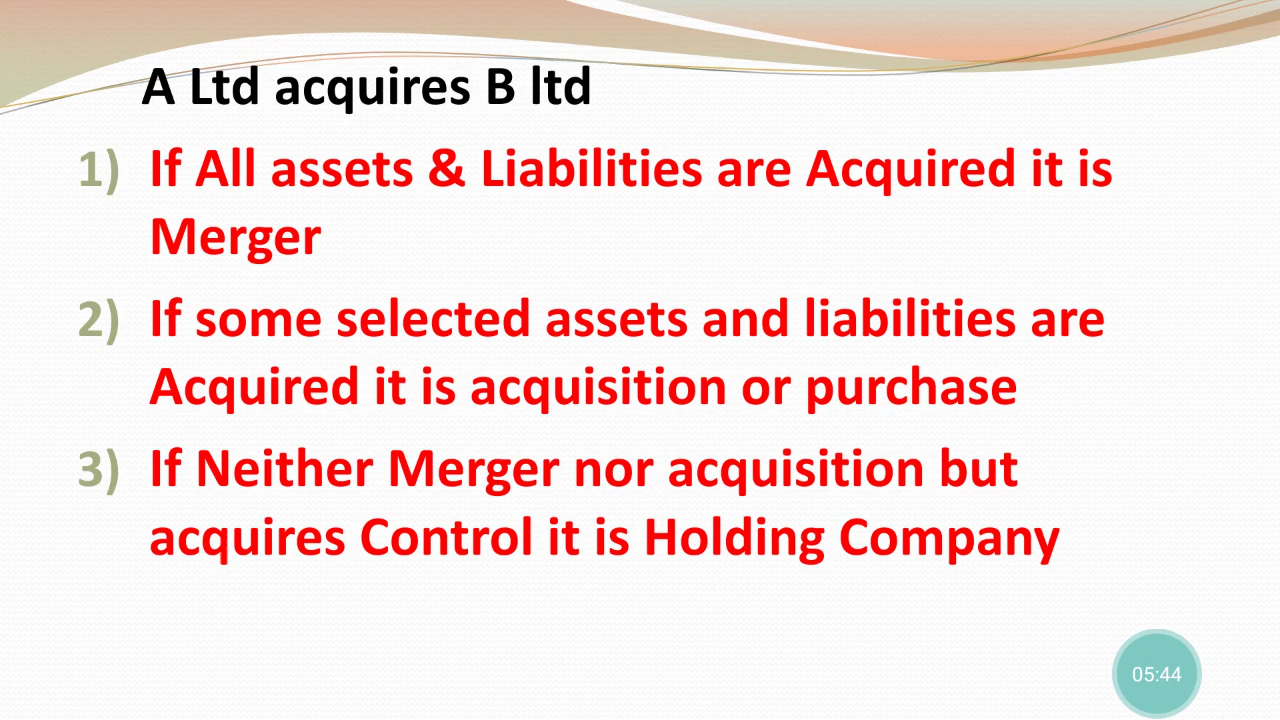 A Ltd acquires B ltd
1) If All assets & Liabilities are Acquired it is
Merger
2) If some selected assets and liabilities are
Acquired it is acquisition or purchase
3) If Neither Merger nor acquisition but
acquires Control it is Holding Company
05:44